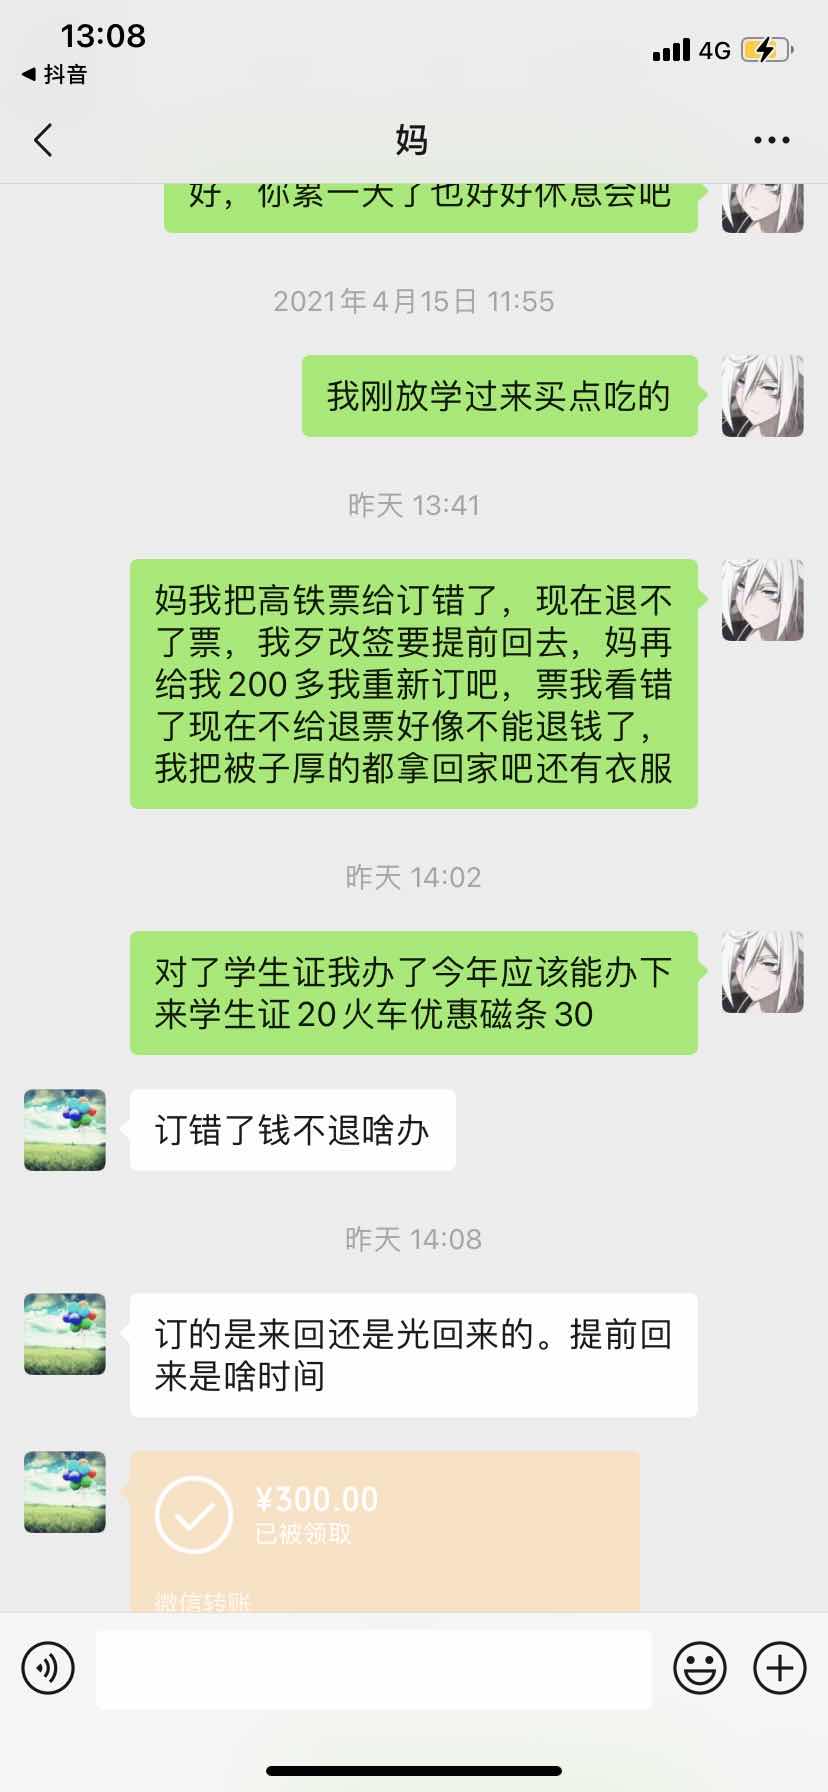 13:08
4G
抖音
妈
好，你累一天了也好好休息会吧
2021年4月15日 11:55
我刚放学过来买点吃的
昨天 13:41
妈我把高铁票给订错了，现在退不
了票，我歹改签要提前回去，妈再
给我200多我重新订吧，票我看错
了现在不给退票好像不能退钱了，
我把被子厚的都拿回家吧还有衣服
昨天 14:02
对了学生证我办了今年应该能办下
来学生证20火车优惠磁条30
订错了钱不退啥办
昨天 14:08
订的是来回还是光回来的。提前回
来是啥时间
¥300.00
已被领取
微信转账